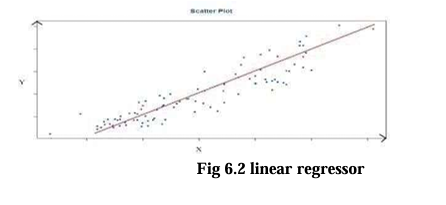 Scatter Plot
Y
X
Fig 6.2 linear regressor